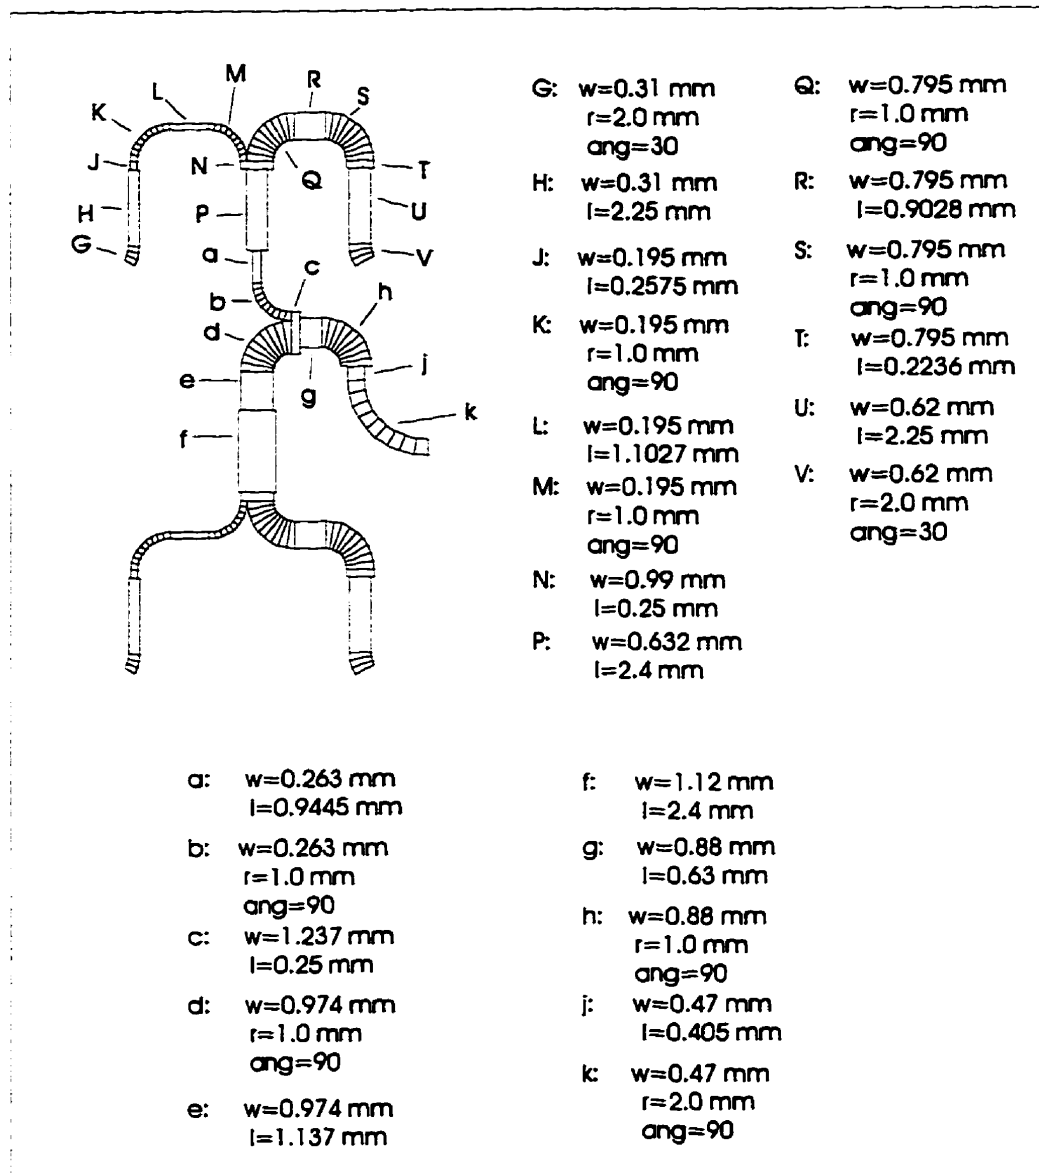 M
R
S
L
K
J
N
Q
T
H
P
U
G
V
a
c
b
h
d
e
g
j
k
f
G: w=0.31 mm
r=2.0 mm
ang=30
H: w=0.31 mm
l=2.25 mm
J: w=0.195 mm
l=0.2575 mm
K: w=0.195 mm
r=1.0 mm
ang=90
L: w=0.195 mm
l=1.1027 mm
M: w=0.195 mm
r=1.0 mm
ang=90
N: w=0.99 mm
l=0.25 mm
P: w=0.632 mm
l=2.4 mm
Q: w=0.795 mm
r=1.0 mm
ang=90
R: w=0.795 mm
l=0.9028 mm
S: w=0.795 mm
r=1.0 mm
ang=90
T: w=0.795 mm
l=0.2236 mm
U: w=0.62 mm
l=2.25 mm
V: w=0.62 mm
r=2.0 mm
ang=30
a: w=0.263 mm
l=0.9445 mm
b: w=0.263 mm
r=1.0 mm
ang=90
c: w=1.237 mm
l=0.25 mm
d: w=0.974 mm
r=1.0 mm
ang=90
e: w=0.974 mm
l=1.137 mm
f: w=1.12 mm
l=2.4 mm
g: w=0.88 mm
l=0.63 mm
h: w=0.88 mm
r=1.0 mm
ang=90
j: w=0.47 mm
l=0.405 mm
k: w=0.47 mm
r=2.0 mm
ang=90